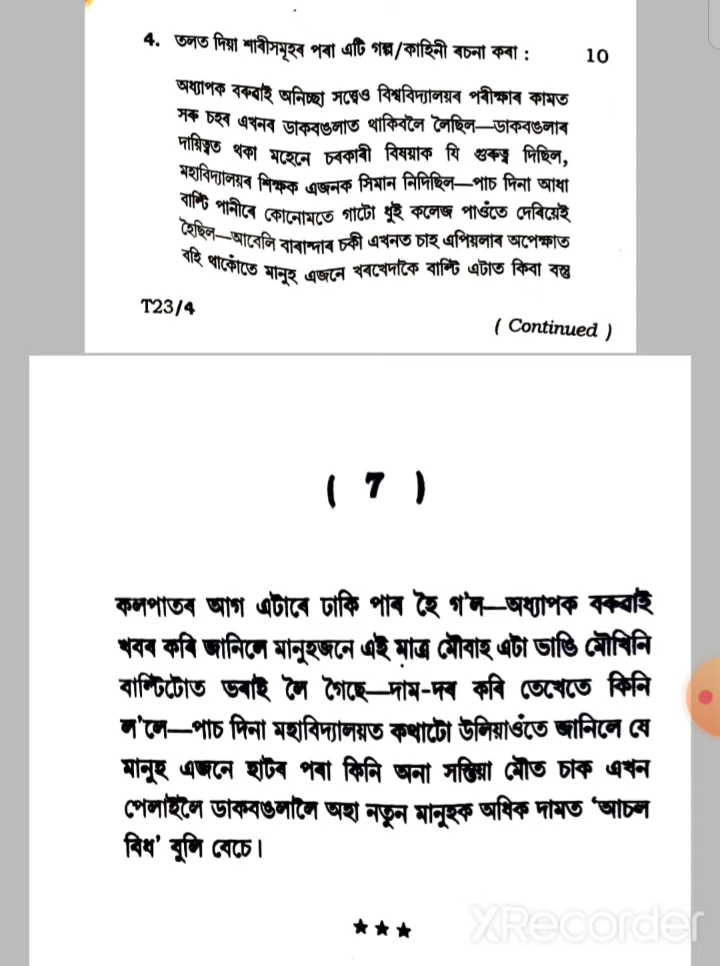 4. তলত দিয়া শাৰীসমূহৰ পৰা এটি গল্প/কাহিনী ৰচনা কৰা : 10
অধ্যাপক বৰুৱাই অনিচ্ছা সত্ত্বেও বিশ্ববিদ্যালয়ৰ পৰীক্ষাৰ কামত
সৰু চহৰ এখনৰ ডাকবঙলাত থাকিবলৈ লৈছিল—ডাকবঙলাৰ
দায়িত্বত থকা মহেনে চৰকাৰী বিষয়াক যি গুৰুত্ব দিছিল,
মহাবিদ্যালয়ৰ শিক্ষক এজনক সিমান নিদিছিল—পাচ দিনা আধা
বাল্টি পানীৰে কোনোমতে গাটো ধুই কলেজ পাওঁতে দেৰিয়েই
হৈছিল—আবেলি বাৰান্দাৰ চকী এখনত চাহ এপিয়লাৰ অপেক্ষাত
বহি থাকোঁতে মানুহ এজনে খৰখেদাকৈ বাল্টি এটাত কিবা বস্তু
T23/4
( Continued )
( 7 )
কলপাতৰ আগ এটাৰে ঢাকি পাৰ হৈ গ'ল—অধ্যাপক বৰুৱাই
খবৰ কৰি জানিলে মানুহজনে এই মাত্ৰ মৌবাহ এটা ভাঙি মৌখিনি
বাল্টিটোত ভৰাই লৈ গৈছে—দাম-দৰ কৰি তেখেতে কিনি
ল'লে—পাচ দিনা মহাবিদ্যালয়ত কথাটো উলিয়াওঁতে জানিলে যে
মানুহ এজনে হাটৰ পৰা কিনি অনা সস্তিয়া মৌত চাক এখন
পেলাইলৈ ডাকবঙলালৈ অহা নতুন মানুহক অধিক দামত ‘আচল
বিধ’ বুলি বেচে।
XRecorder